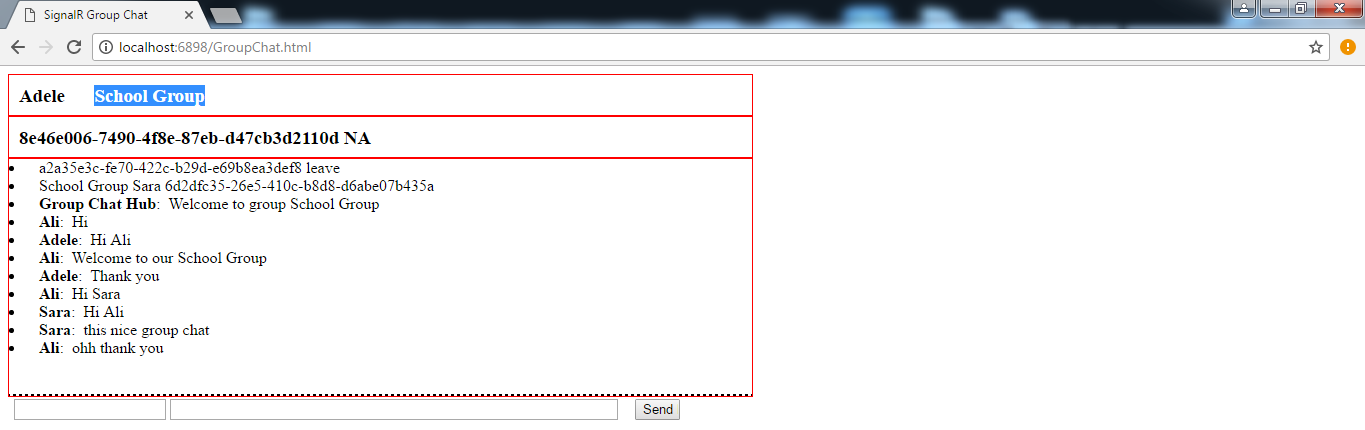 SignalR Group Chat
localhost:6898/GroupChat.html
Adele School Group
8e46e006-7490-4f8e-87eb-d47cb3d2110d NA
a2a35e3c-fe70-422c-b29d-e69b8ea3def8 leave
School Group Sara 6d2dfc35-26e5-410c-b8d8-d6abe07b435a
Group Chat Hub: Welcome to group School Group
Ali: Hi
Adele: Hi Ali
Ali: Welcome to our School Group
Adele: Thank you
Ali: Hi Sara
Sara: Hi Ali
Sara: this nice group chat
Ali: ohh thank you
Send